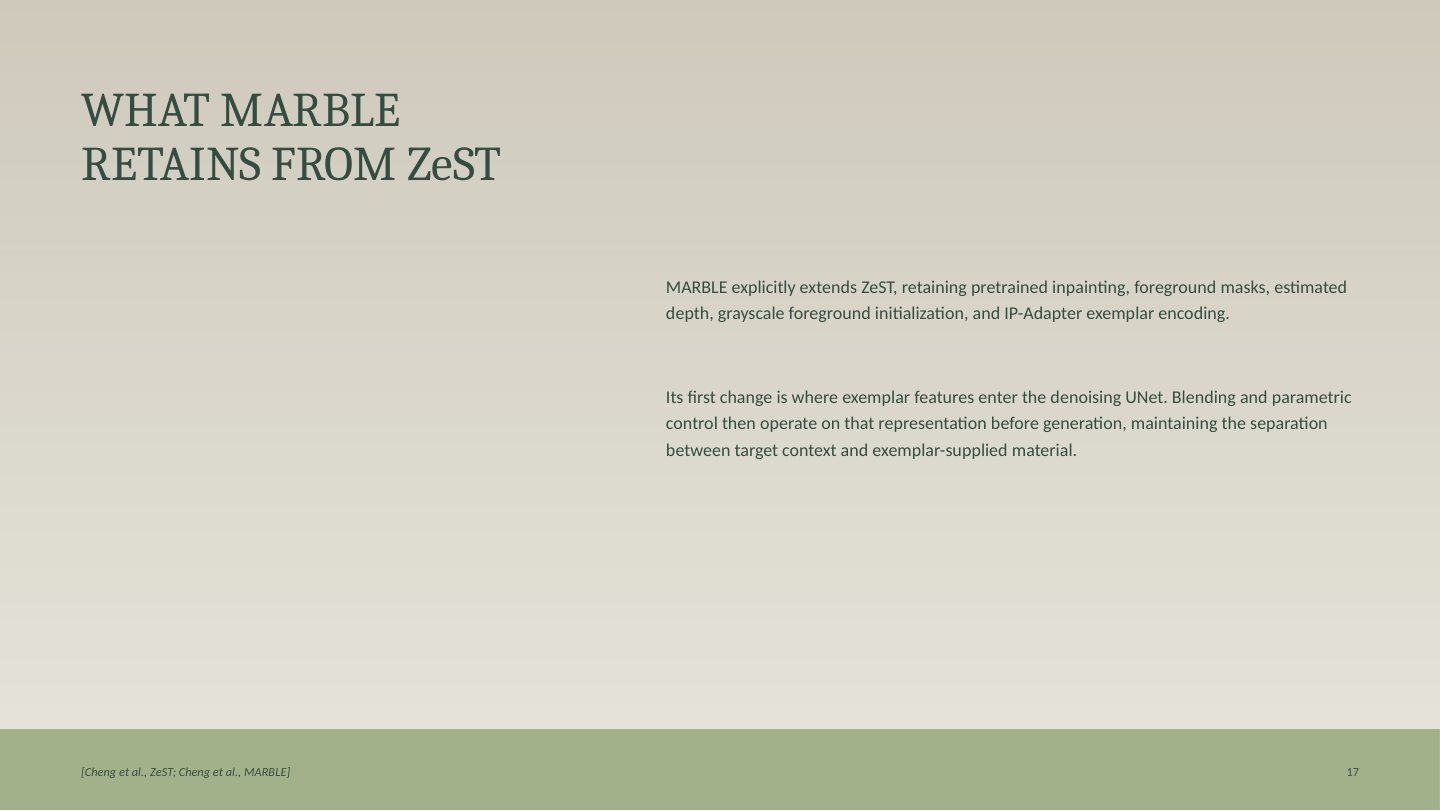 WHAT MARBLE
RETAINS FROM ZeST
MARBLE explicitly extends ZeST, retaining pretrained inpainting, foreground masks, estimated
depth, grayscale foreground initialization, and IP-Adapter exemplar encoding.
Its first change is where exemplar features enter the denoising UNet. Blending and parametric
control then operate on that representation before generation, maintaining the separation
between target context and exemplar-supplied material.
[Cheng et al., ZeST; Cheng et al., MARBLE]
17